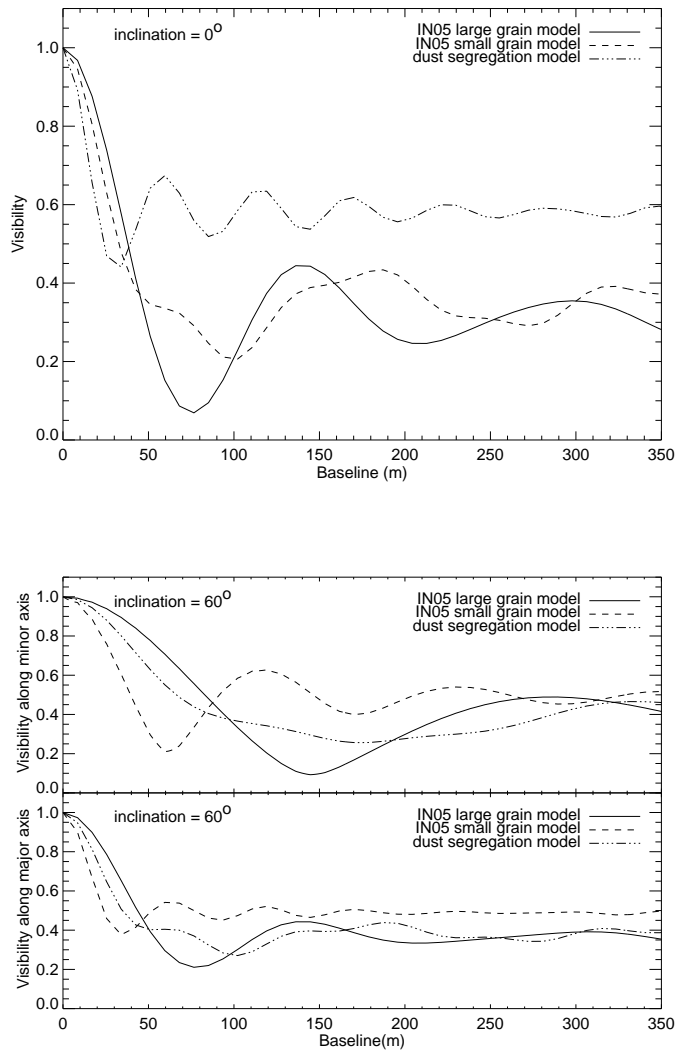 inclination = 0o
IN05 large grain model
IN05 small grain model
dust segregation model
1.0
0.8
0.6
0.4
0.2
0.0
Visibility
0 50 100 150 200 250 300 350
Baseline (m)
inclination = 60o
IN05 large grain model
IN05 small grain model
dust segregation model
1.0
0.8
0.6
0.4
0.2
0.0
Visibility along minor axis
inclination = 60o
IN05 large grain model
IN05 small grain model
dust segregation model
1.0
0.8
0.6
0.4
0.2
0.0
Visibility along major axis
0 50 100 150 200 250 300 350
Baseline(m)